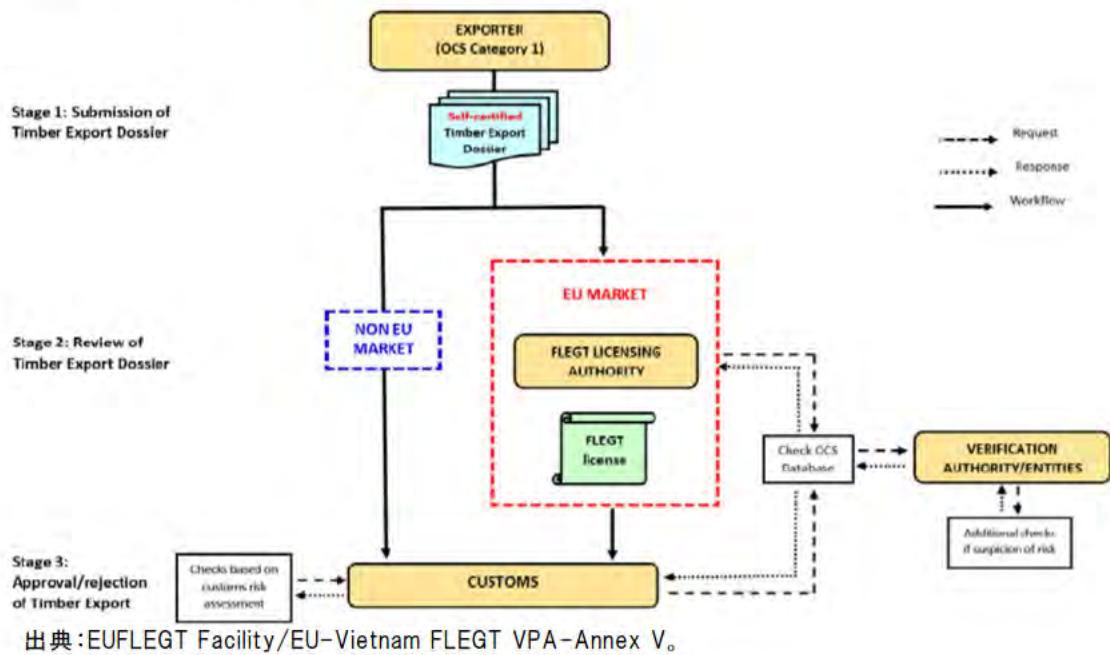 EXPORTER
(OCS Category 1)
Stage 1: Submission of
Timber Export Dossier
Self-certified
Timber Export
Dossier
Request
Response
Workflow
EU MARKET
NON EU
MARKET
Stage 2: Review of
Timber Export Dossier
FLEGT LICENSING
AUTHORITY
FLEGT
license
Check OCS
Database
VERIFICATION
AUTHORITY/ENTITIES
Additional checks
if suspicion of risk
Stage 3:
Approval/rejection
of Timber Export
Checks based on
customs risk
assessment
CUSTOMS
出典:EUFLEGT Facility/EU-Vietnam FLEGT VPA-Annex V。